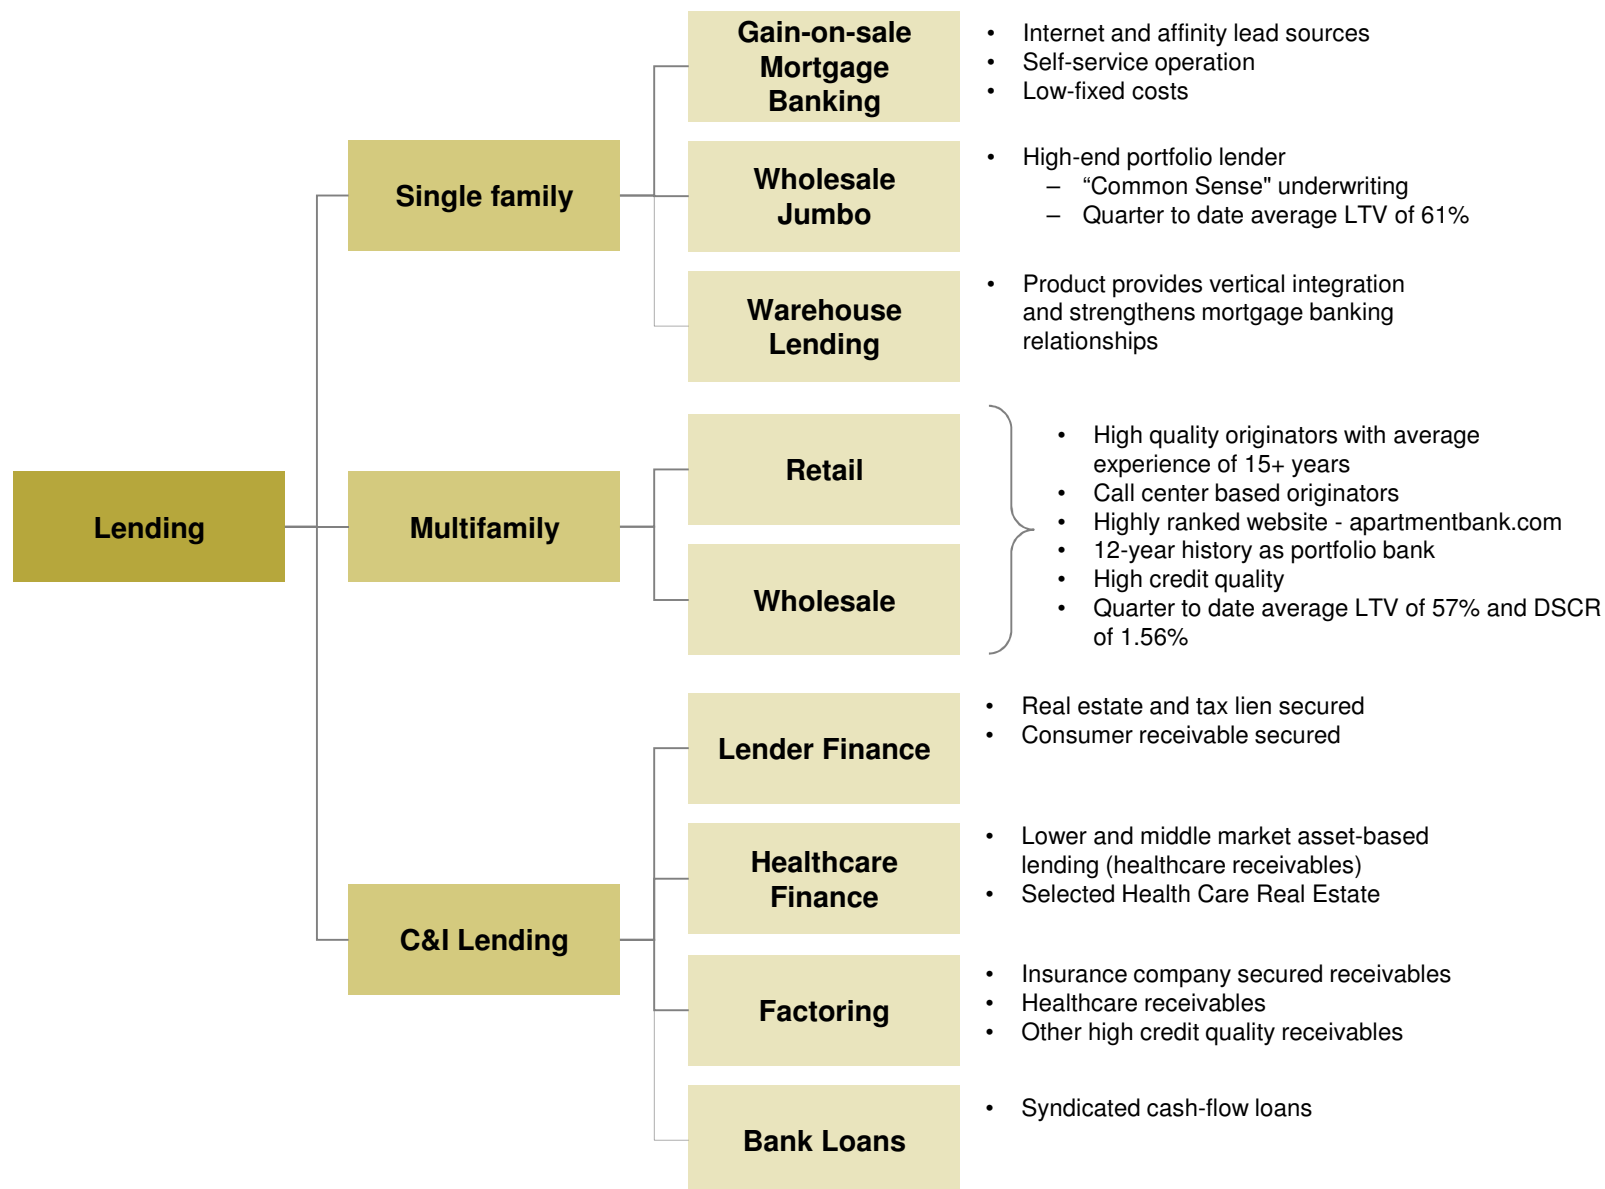 Gain-on-sale
Mortgage
Banking
• Internet and affinity lead sources
• Self-service operation
• Low-fixed costs
Single family
Wholesale
Jumbo
• High-end portfolio lender
– “Common Sense" underwriting
– Quarter to date average LTV of 61%
Warehouse
Lending
• Product provides vertical integration
and strengthens mortgage banking
relationships
Lending
Multifamily
Retail
Wholesale
• High quality originators with average
experience of 15+ years
• Call center based originators
• Highly ranked website - apartmentbank.com
• 12-year history as portfolio bank
• High credit quality
• Quarter to date average LTV of 57% and DSCR
of 1.56%
C&I Lending
Lender Finance
• Real estate and tax lien secured
• Consumer receivable secured
Healthcare
Finance
• Lower and middle market asset-based
lending (healthcare receivables)
• Selected Health Care Real Estate
Factoring
• Insurance company secured receivables
• Healthcare receivables
• Other high credit quality receivables
Bank Loans
• Syndicated cash-flow loans